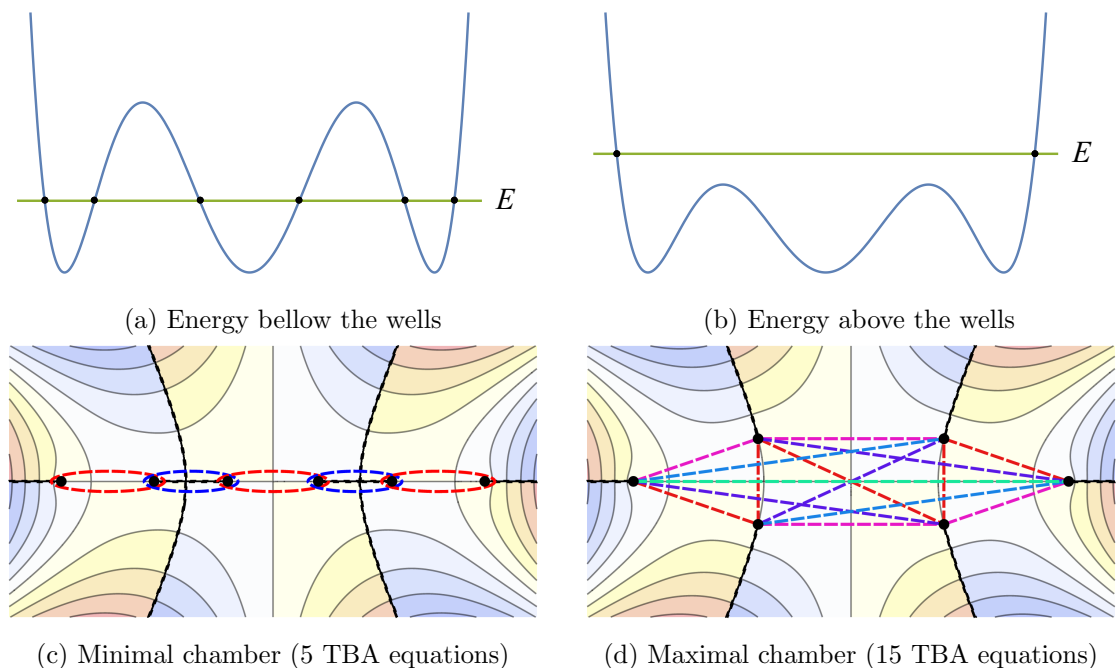 E
E
(a) Energy bellow the wells
(b) Energy above the wells
(c) Minimal chamber (5 TBA equations)
(d) Maximal chamber (15 TBA equations)